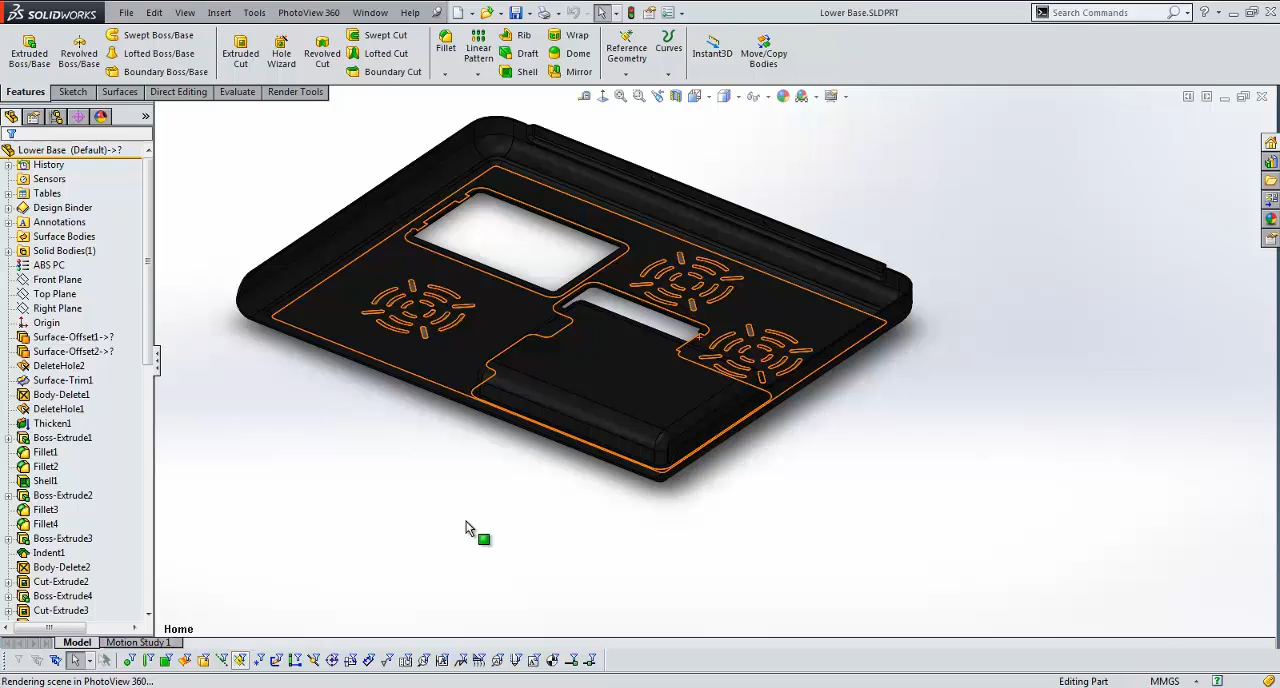 SOLIDWORKS File Edit View Insert Tools PhotoView 360 Window Help Lower Base.SLDPRT Search Commands
Extruded Boss/Base
Revolved Boss/Base
Swept Boss/Base
Lofted Boss/Base
Boundary Boss/Base
Extruded Cut
Hole Wizard
Revolved Cut
Swept Cut
Lofted Cut
Boundary Cut
Fillet
Linear Pattern
Rib
Draft
Shell
Wrap
Dome
Mirror
Reference Geometry
Curves
Instant3D
Move/Copy Bodies
Features Sketch Surfaces Direct Editing Evaluate Render Tools
Lower Base (Default)->?
History
Sensors
Tables
Design Binder
Annotations
Surface Bodies
Solid Bodies(1)
ABS PC
Front Plane
Top Plane
Right Plane
Origin
Surface-Offset1->?
Surface-Offset2->?
DeleteHole2
Surface-Trim1
Body-Delete1
DeleteHole1
Thicken1
Boss-Extrude1
Fillet1
Fillet2
Shell1
Boss-Extrude2
Fillet3
Fillet4
Boss-Extrude3
Indent1
Body-Delete2
Cut-Extrude2
Boss-Extrude4
Cut-Extrude3
Home
Model Motion Study 1
Rendering scene in PhotoView 360... Editing Part MMGS